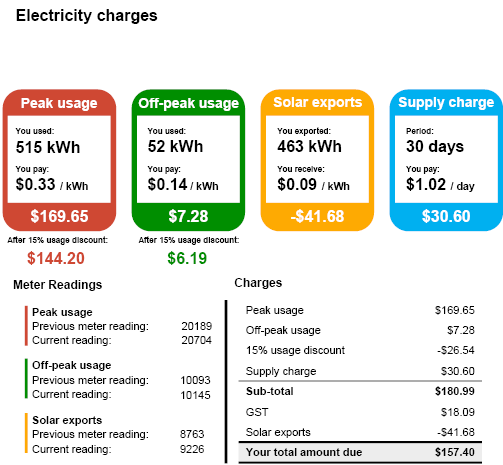 Electricity charges
Peak usage
You used:
515 kWh
You pay:
$0.33 / kWh
$169.65
After 15% usage discount:
$144.20
Off-peak usage
You used:
52 kWh
You pay:
$0.14 / kWh
$7.28
After 15% usage discount:
$6.19
Solar exports
You exported:
463 kWh
You receive:
$0.09 / kWh
-$41.68
Supply charge
Period:
30 days
You pay:
$1.02 / day
$30.60
Meter Readings
Peak usage
Previous meter reading: 20189
Current reading: 20704
Off-peak usage
Previous meter reading: 10093
Current reading: 10145
Solar exports
Previous meter reading: 8763
Current reading: 9226
Charges
Peak usage $169.65
Off-peak usage $7.28
15% usage discount -$26.54
Supply charge $30.60
Sub-total $180.99
GST $18.09
Solar exports -$41.68
Your total amount due $157.40